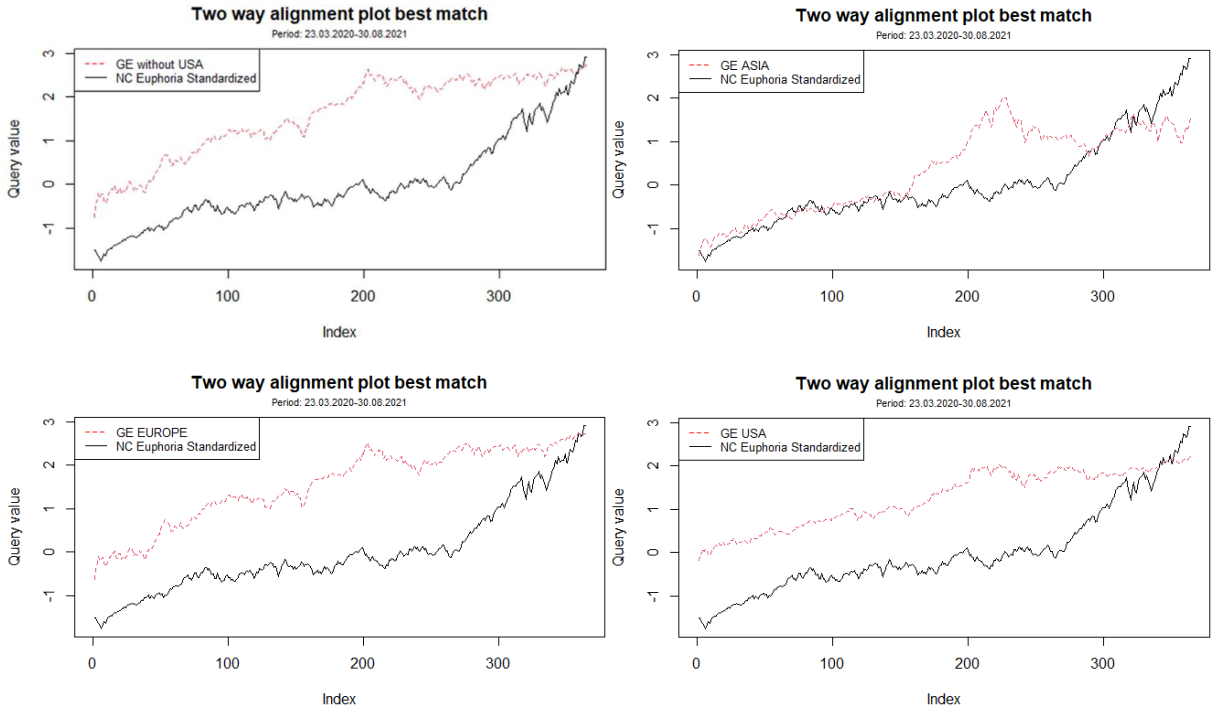 Two way alignment plot best match
Period: 23.03.2020-30.08.2021
GE without USA
NC Euphoria Standardized
Query value
3
2
1
0
-1
0 100 200 300
Index
Two way alignment plot best match
Period: 23.03.2020-30.08.2021
GE ASIA
NC Euphoria Standardized
Query value
3
2
1
0
-1
0 100 200 300
Index
Two way alignment plot best match
Period: 23.03.2020-30.08.2021
GE EUROPE
NC Euphoria Standardized
Query value
3
2
1
0
-1
0 100 200 300
Index
Two way alignment plot best match
Period: 23.03.2020-30.08.2021
GE USA
NC Euphoria Standardized
Query value
3
2
1
0
-1
0 100 200 300
Index